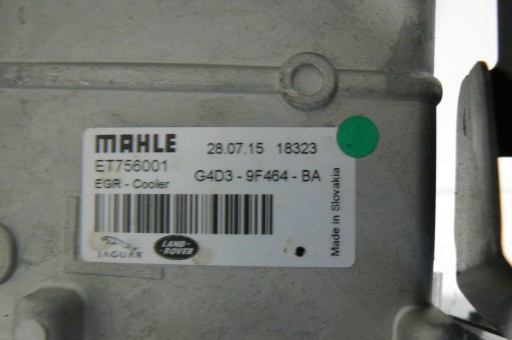 MAHLE
28.07.15 18323
ET756001
EGR - Cooler
G4D3 - 9F464 - BA
Made in Slovakia
JAGUAR
LAND-
ROVER